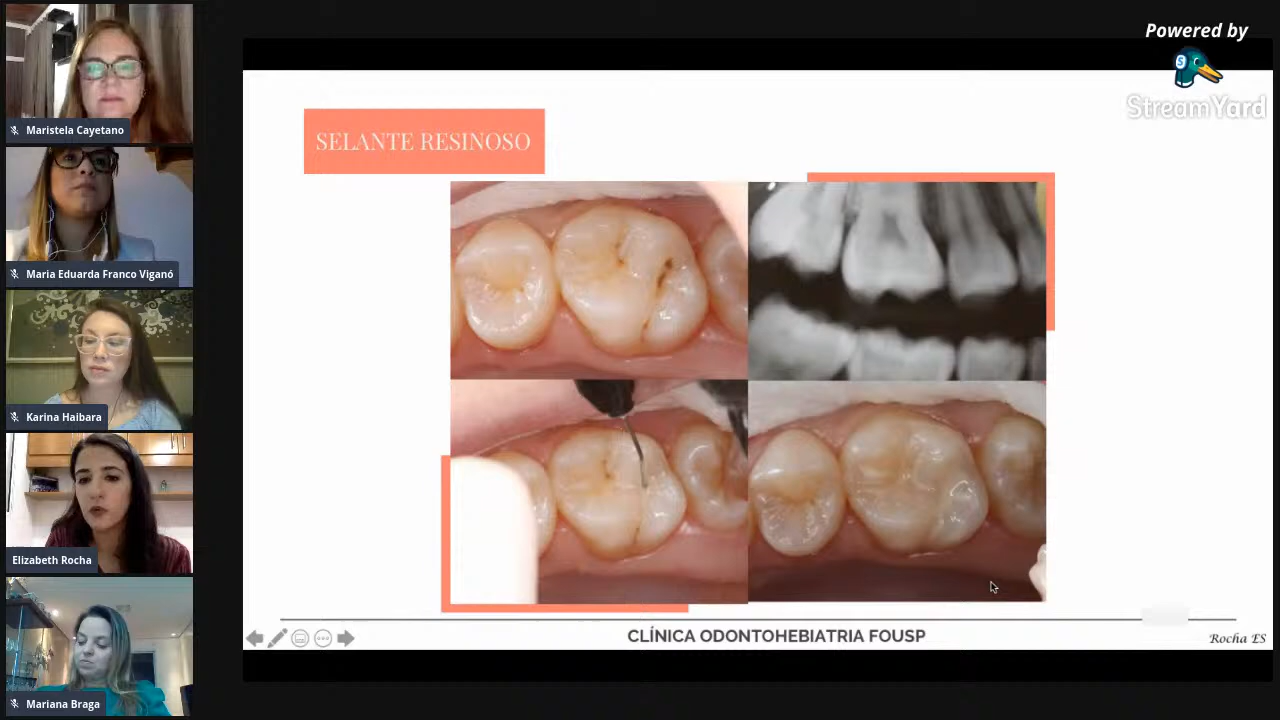 Maristela Cayetano
Maria Eduarda Franco Viganó
Karina Haibara
Elizabeth Rocha
Mariana Braga
Powered by
S
StreamYard
SELANTE RESINOSO
CLÍNICA ODONTOHEBIATRIA FOUSP
Rocha ES